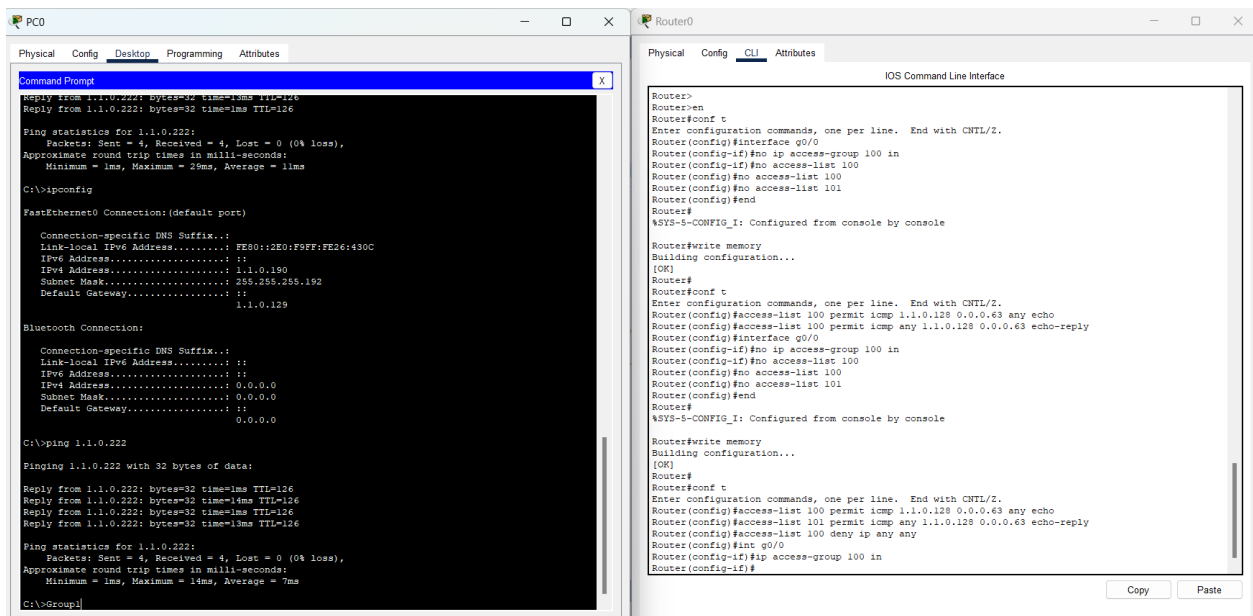 PC0
Physical Config Desktop Programming Attributes
Command Prompt
X
Reply from 1.1.0.222: bytes=32 time=13ms TTL=126
Reply from 1.1.0.222: bytes=32 time=1ms TTL=126
Ping statistics for 1.1.0.222:
Packets: Sent = 4, Received = 4, Lost = 0 (0% loss),
Approximate round trip times in milli-seconds:
Minimum = 1ms, Maximum = 29ms, Average = 11ms
C:\>ipconfig
FastEthernet0 Connection:(default port)
Connection-specific DNS Suffix..:
Link-local IPv6 Address.........: FE80::2E0:F9FF:FE26:430C
IPv6 Address....................: ::
IPv4 Address....................: 1.1.0.190
Subnet Mask.....................: 255.255.255.192
Default Gateway.................: ::
1.1.0.129
Bluetooth Connection:
Connection-specific DNS Suffix..:
Link-local IPv6 Address.........: ::
IPv6 Address....................: ::
IPv4 Address....................: 0.0.0.0
Subnet Mask.....................: 0.0.0.0
Default Gateway.................: ::
0.0.0.0
C:\>ping 1.1.0.222
Pinging 1.1.0.222 with 32 bytes of data:
Reply from 1.1.0.222: bytes=32 time=1ms TTL=126
Reply from 1.1.0.222: bytes=32 time=14ms TTL=126
Reply from 1.1.0.222: bytes=32 time=1ms TTL=126
Reply from 1.1.0.222: bytes=32 time=13ms TTL=126
Ping statistics for 1.1.0.222:
Packets: Sent = 4, Received = 4, Lost = 0 (0% loss),
Approximate round trip times in milli-seconds:
Minimum = 1ms, Maximum = 14ms, Average = 7ms
C:\>Group1
Router0
Physical Config CLI Attributes
IOS Command Line Interface
Router>
Router>en
Router#conf t
Enter configuration commands, one per line. End with CNTL/Z.
Router(config)#interface g0/0
Router(config-if)#no ip access-group 100 in
Router(config-if)#no access-list 100
Router(config)#no access-list 100
Router(config)#no access-list 101
Router(config)#end
Router#
%SYS-5-CONFIG_I: Configured from console by console
Router#write memory
Building configuration...
[OK]
Router#
Router#conf t
Enter configuration commands, one per line. End with CNTL/Z.
Router(config)#access-list 100 permit icmp 1.1.0.128 0.0.0.63 any echo
Router(config)#access-list 100 permit icmp any 1.1.0.128 0.0.0.63 echo-reply
Router(config)#interface g0/0
Router(config-if)#no ip access-group 100 in
Router(config-if)#no access-list 100
Router(config)#no access-list 100
Router(config)#no access-list 101
Router(config)#end
Router#
%SYS-5-CONFIG_I: Configured from console by console
Router#write memory
Building configuration...
[OK]
Router#
Router#conf t
Enter configuration commands, one per line. End with CNTL/Z.
Router(config)#access-list 100 permit icmp 1.1.0.128 0.0.0.63 any echo
Router(config)#access-list 101 permit icmp any 1.1.0.128 0.0.0.63 echo-reply
Router(config)#access-list 100 deny ip any any
Router(config)#int g0/0
Router(config-if)#ip access-group 100 in
Router(config-if)#
Copy Paste